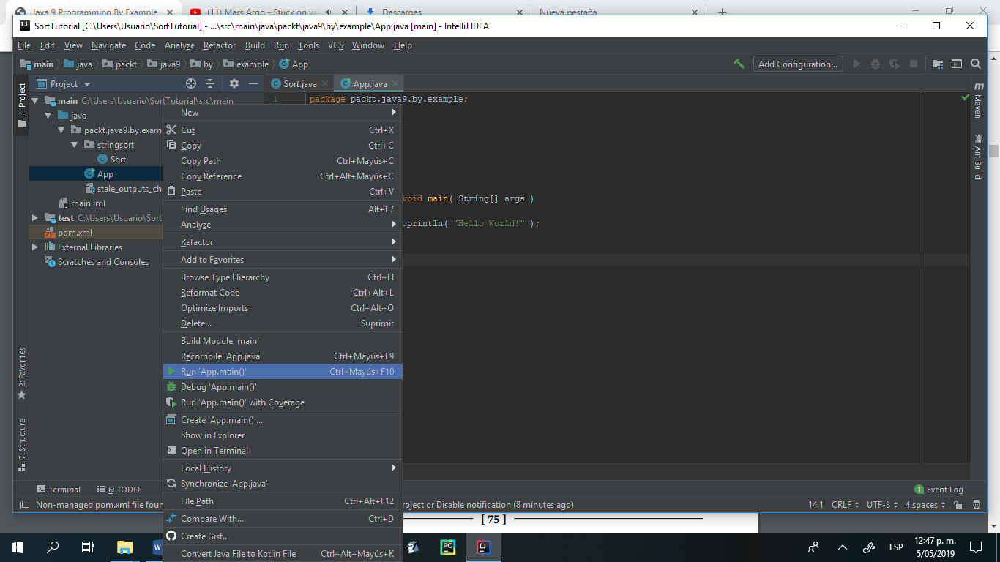 Java 9 Programming By Example
(11) Mars Argo - Stuck on yo
Descargas
Nueva pestaña
SortTutorial [C:\Users\Usuario\SortTutorial] - ...\src\main\java\packt\java9\by\example\App.java [main] - IntelliJ IDEA
File Edit View Navigate Code Analyze Refactor Build Run Tools VCS Window Help
main java packt java9 by example App
Add Configuration...
Project
Sort.java
App.java
1: Project
main C:\Users\Usuario\SortTutorial\src\main
java
packt.java9.by.exam
stringsort
Sort
App
stale_outputs_ch
main.iml
test C:\Users\Usuario\SortT
pom.xml
External Libraries
Scratches and Consoles
2: Favorites
7: Structure
1 package packt.java9.by.example;
void main( String[] args )
.println( "Hello World!" );
New
Cut Ctrl+X
Copy Ctrl+C
Copy Path Ctrl+Mayús+C
Copy Reference Ctrl+Alt+Mayús+C
Paste Ctrl+V
Find Usages Alt+F7
Analyze
Refactor
Add to Favorites
Browse Type Hierarchy Ctrl+H
Reformat Code Ctrl+Alt+L
Optimize Imports Ctrl+Alt+O
Delete... Suprimir
Build Module 'main'
Recompile 'App.java' Ctrl+Mayús+F9
Run 'App.main()' Ctrl+Mayús+F10
Debug 'App.main()'
Run 'App.main()' with Coverage
Create 'App.main()'...
Show in Explorer
Open in Terminal
Local History
Synchronize 'App.java'
File Path Ctrl+Alt+F12
Compare With... Ctrl+D
Create Gist...
Convert Java File to Kotlin File Ctrl+Alt+Mayús+K
m Maven
Ant Build
Terminal
6: TODO
1 Event Log
Non-managed pom.xml file four
roject or Disable notification (8 minutes ago)
14:1 CRLF UTF-8 4 spaces
[ 75 ]
W
PC
IJ
ESP
12:47 p. m.
5/05/2019